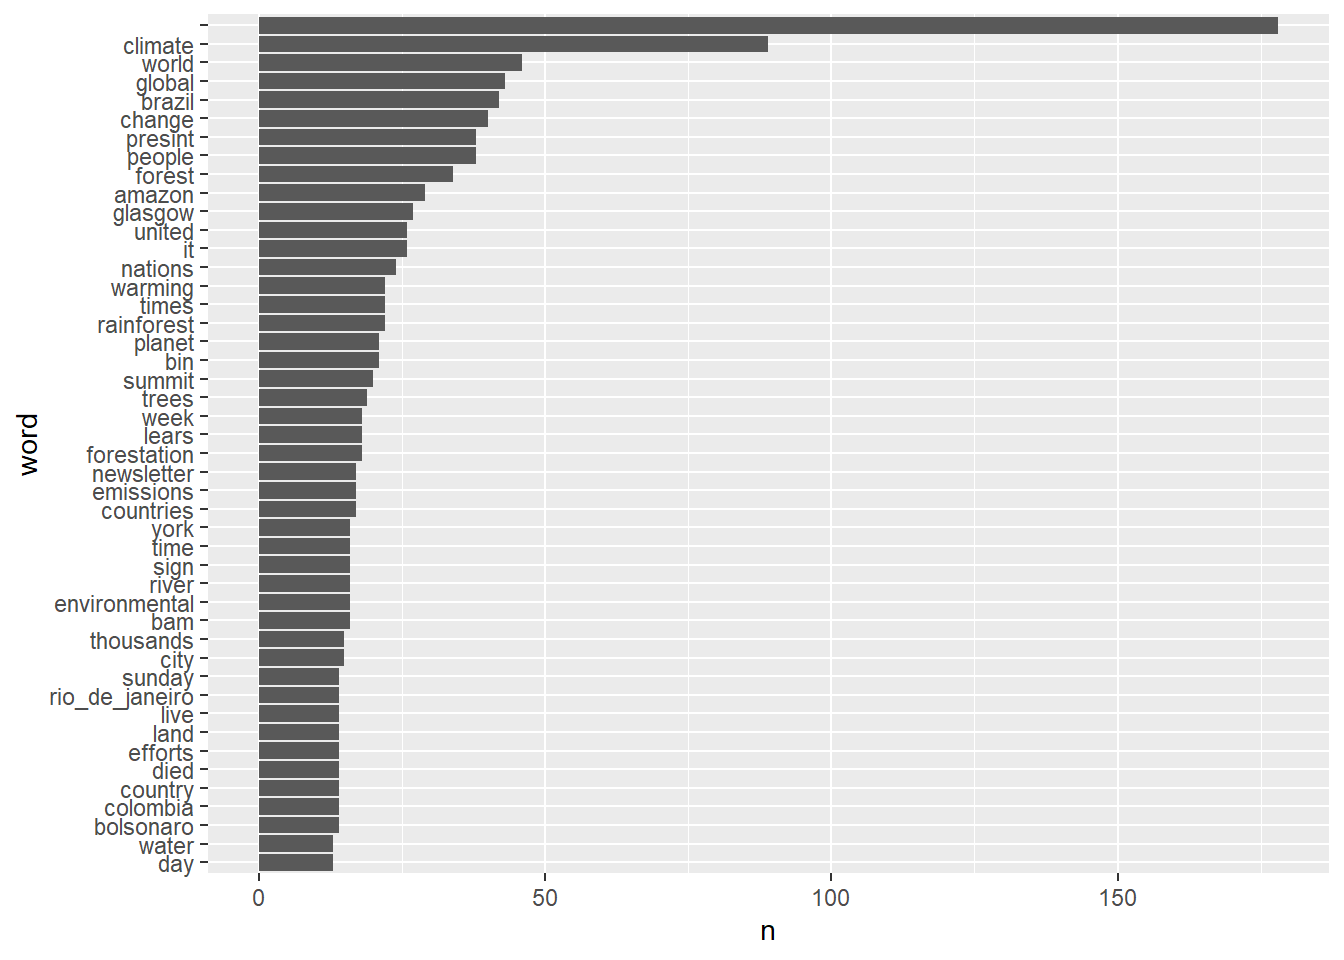 climate
world
global
brazil
change
presint
people
forest
amazon
glasgow
united
it
nations
warming
times
rainforest
planet
bin
summit
trees
week
lears
forestation
newsletter
emissions
countries
york
time
sign
river
environmental
bam
thousands
city
sunday
rio_de_janeiro
live
land
efforts
died
country
colombia
bolsonaro
water
day
word
0 50 100 150
n